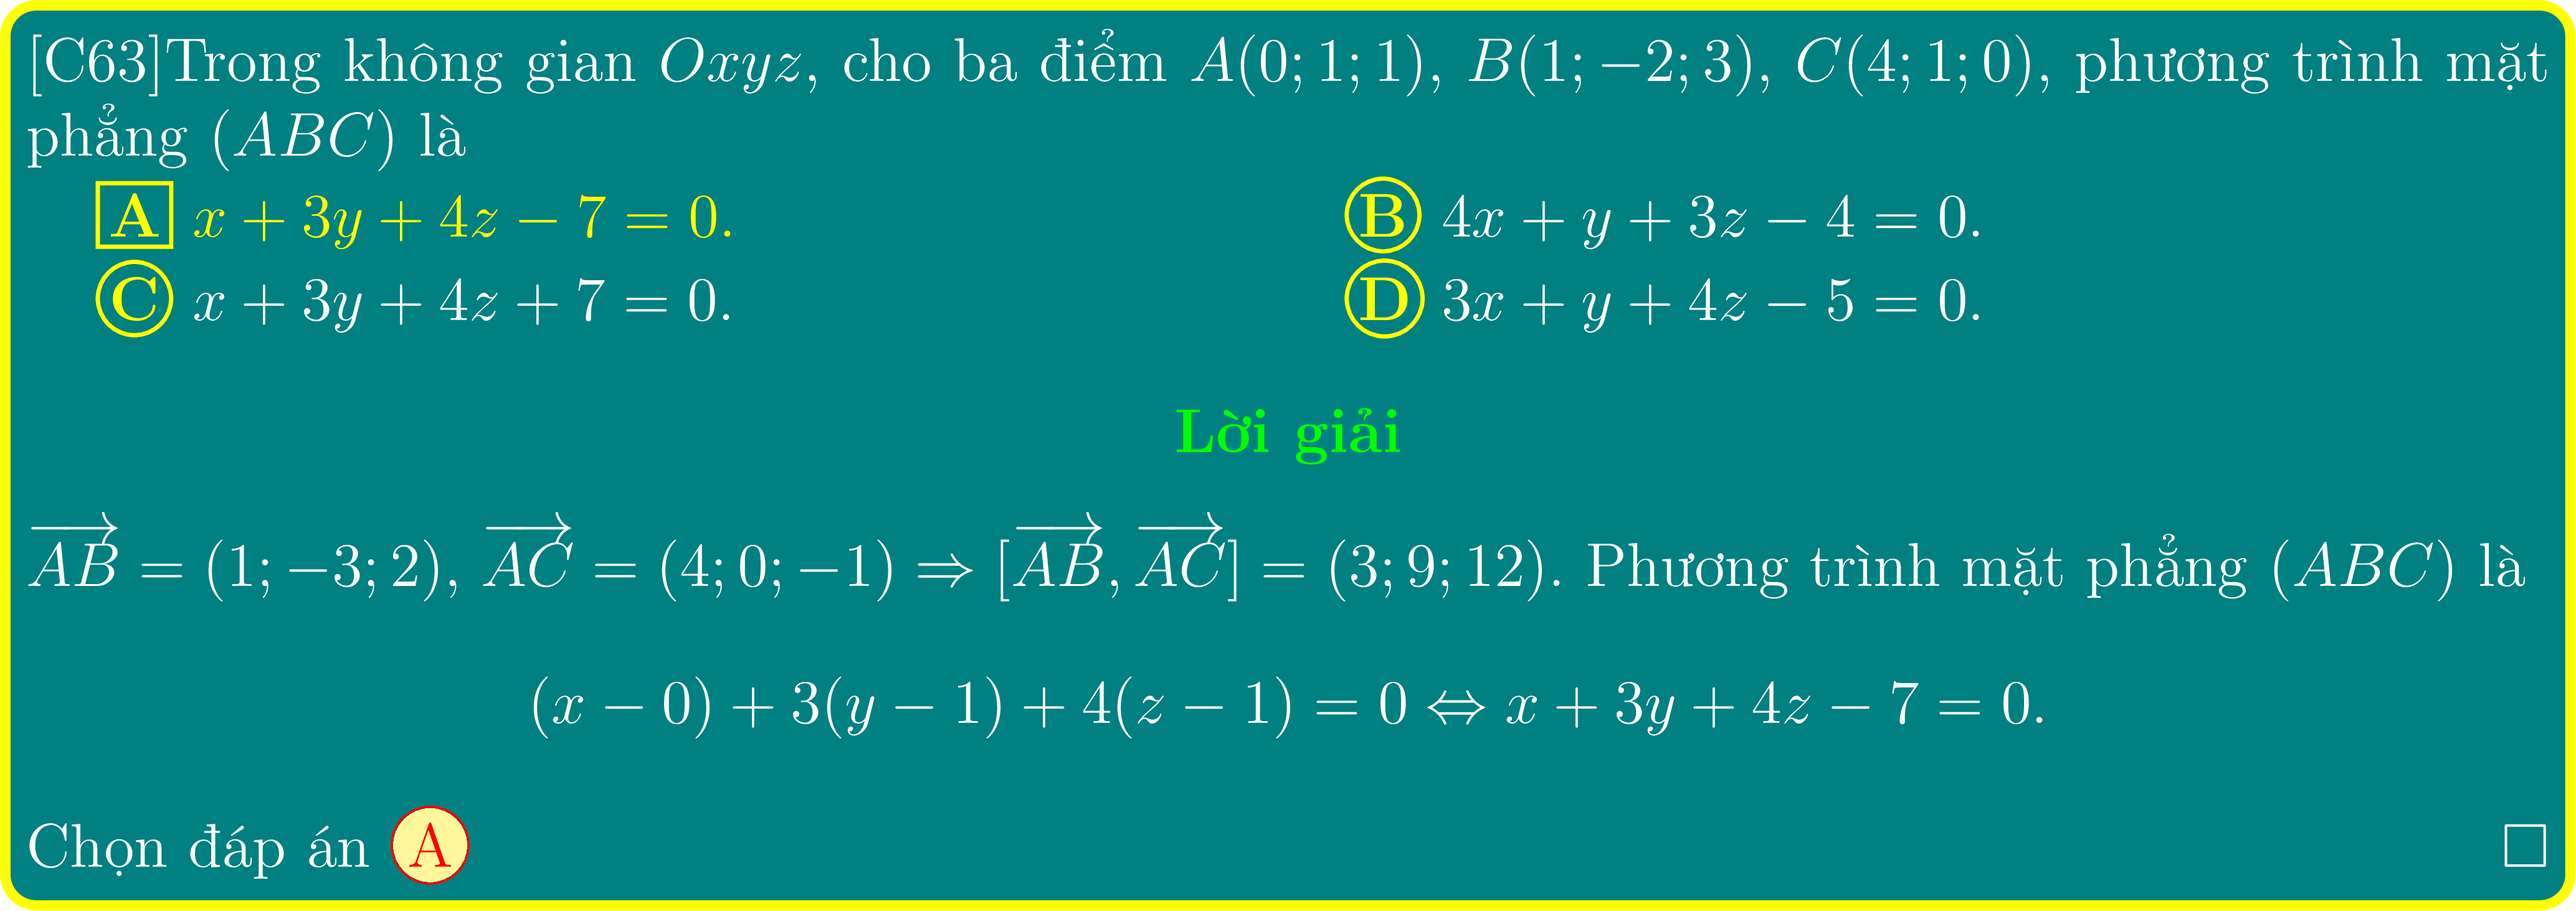 [C63]Trong không gian Oxyz, cho ba điểm A(0; 1; 1), B(1; −2; 3), C(4; 1; 0), phương trình mặt
phẳng (ABC) là
A x + 3y + 4z − 7 = 0.
B 4x + y + 3z − 4 = 0.
C x + 3y + 4z + 7 = 0.
D 3x + y + 4z − 5 = 0.
Lời giải
$\overrightarrow{AB}$ = (1; −3; 2), $\overrightarrow{AC}$ = (4; 0; −1) ⇒ [$\overrightarrow{AB}$, $\overrightarrow{AC}$] = (3; 9; 12). Phương trình mặt phẳng (ABC) là
(x − 0) + 3(y − 1) + 4(z − 1) = 0 ⇔ x + 3y + 4z − 7 = 0.
Chọn đáp án A □